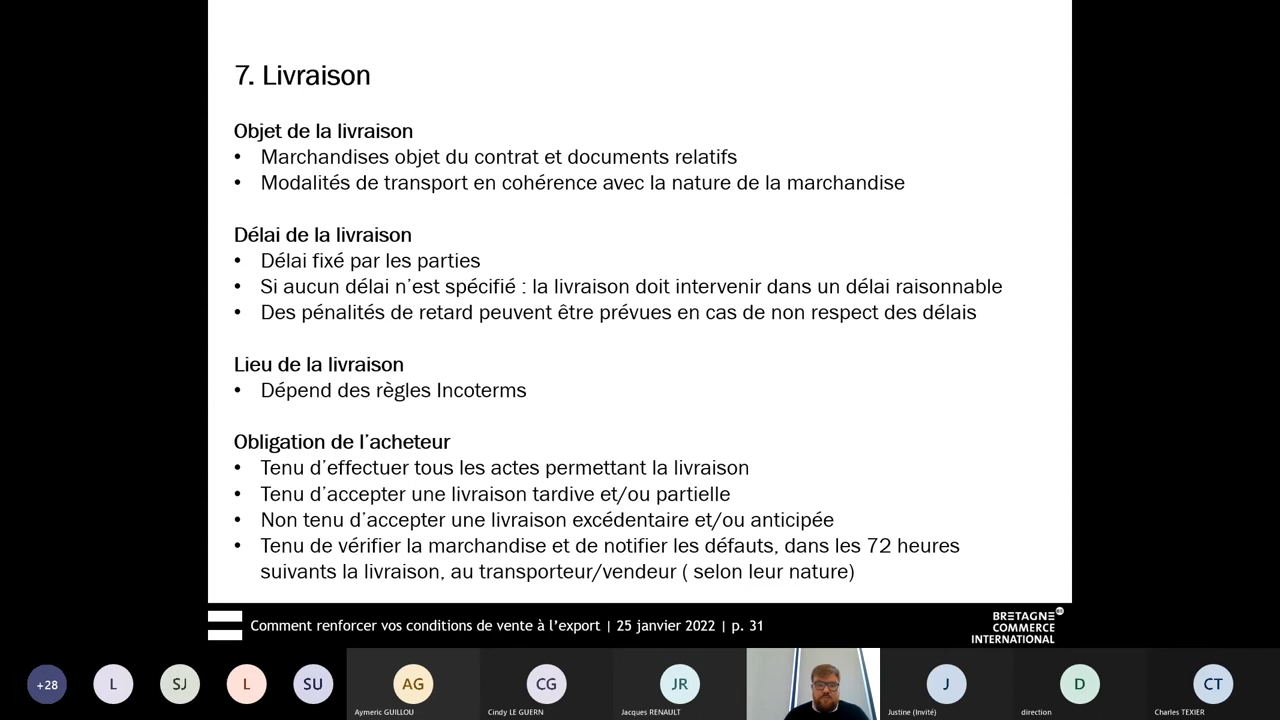 7. Livraison
Objet de la livraison
• Marchandises objet du contrat et documents relatifs
• Modalités de transport en cohérence avec la nature de la marchandise
Délai de la livraison
• Délai fixé par les parties
• Si aucun délai n’est spécifié : la livraison doit intervenir dans un délai raisonnable
• Des pénalités de retard peuvent être prévues en cas de non respect des délais
Lieu de la livraison
• Dépend des règles Incoterms
Obligation de l’acheteur
• Tenu d’effectuer tous les actes permettant la livraison
• Tenu d’accepter une livraison tardive et/ou partielle
• Non tenu d’accepter une livraison excédentaire et/ou anticipée
• Tenu de vérifier la marchandise et de notifier les défauts, dans les 72 heures
suivants la livraison, au transporteur/vendeur ( selon leur nature)
Comment renforcer vos conditions de vente à l’export | 25 janvier 2022 | p. 31
BRETAGNE
COMMERCE
INTERNATIONAL
+28 L SJ L SU AG CG JR J D CT
Aymeric GUILLOU Cindy LE GUERN Jacques RENAULT Justine (Invité) direction Charles TEXIER